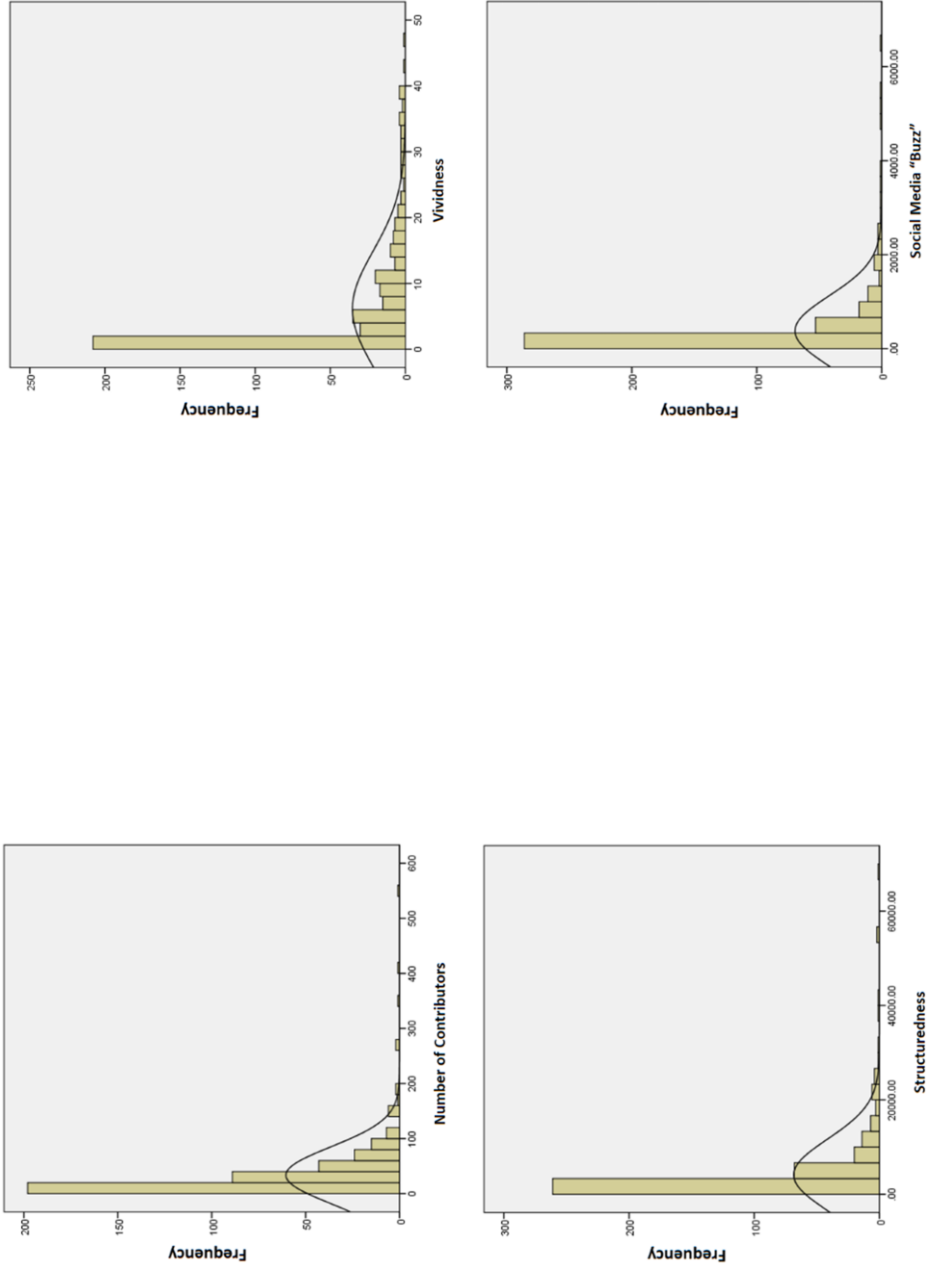 200
150
100
50
0
Frequency
0 100 200 300 400 500 600
Number of Contributors
250
200
150
100
50
0
Frequency
0 10 20 30 40 50
Vividness
300
200
100
0
Frequency
.00 20000.00 40000.00 60000.00
Structuredness
300
200
100
0
Frequency
.00 2000.00 4000.00 6000.00
Social Media “Buzz”